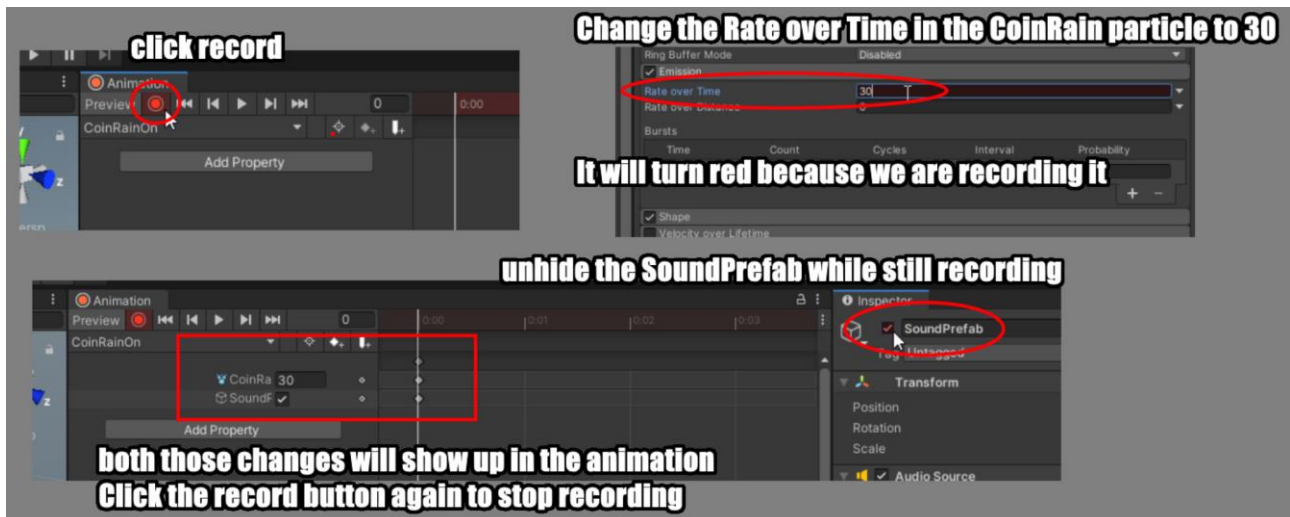 click record
Animation
Preview
0
0:00
CoinRainOn
Add Property
Change the Rate over Time in the CoinRain particle to 30
Ring Buffer Mode Disabled
Emission
Rate over Time 30
Rate over Distance 0
Bursts
Time Count Cycles Interval Probability
It will turn red because we are recording it
Shape
Velocity over Lifetime
unhide the SoundPrefab while still recording
Animation
Preview
0
0:00 0:01 0:02 0:03
CoinRainOn
CoinRa 30
SoundF
Add Property
Inspector
SoundPrefab
Tag Untagged
Transform
Position
Rotation
Scale
Audio Source
both those changes will show up in the animation
Click the record button again to stop recording